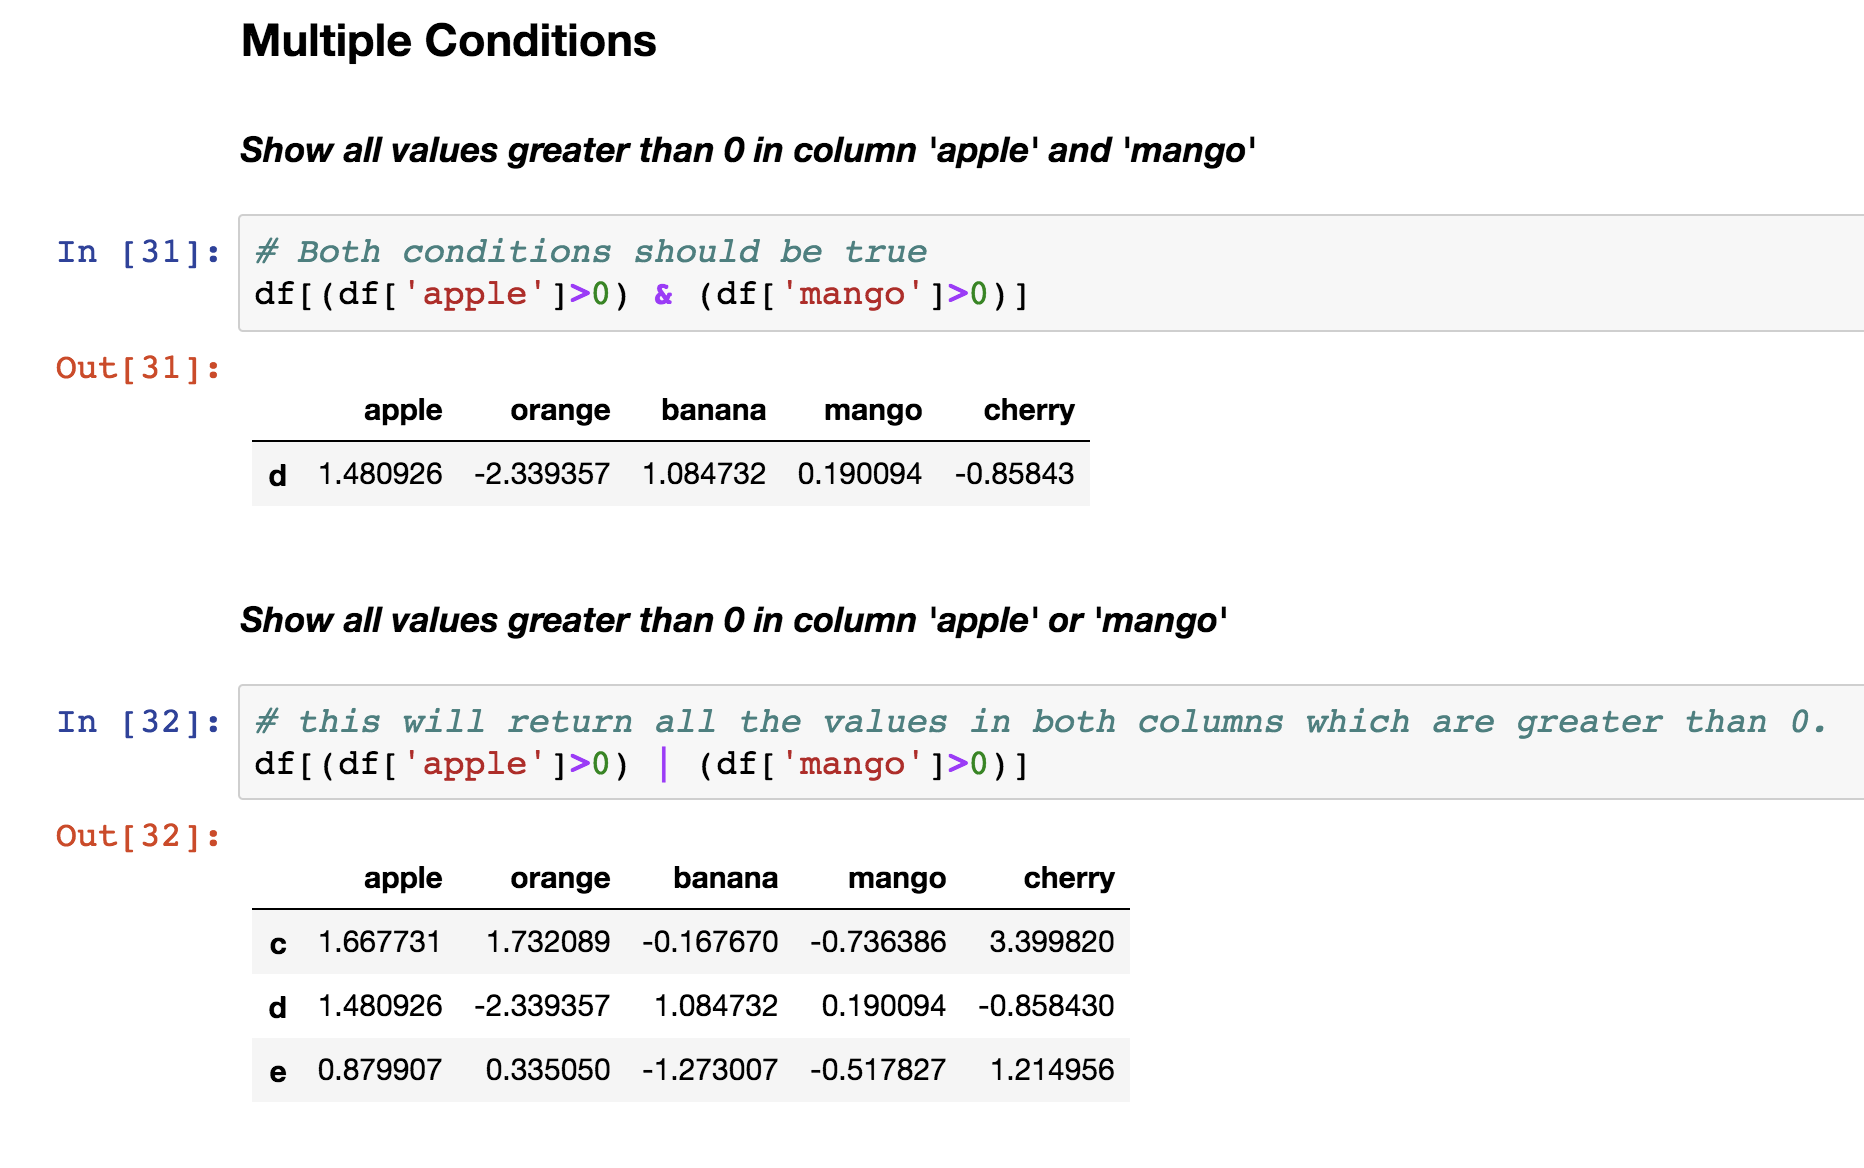 Multiple Conditions
Show all values greater than 0 in column 'apple' and 'mango'
In [31]: # Both conditions should be true
df[(df['apple']>0) & (df['mango']>0)]
Out[31]:
apple orange banana mango cherry
d 1.480926 -2.339357 1.084732 0.190094 -0.85843
Show all values greater than 0 in column 'apple' or 'mango'
In [32]: # this will return all the values in both columns which are greater than 0.
df[(df['apple']>0) | (df['mango']>0)]
Out[32]:
apple orange banana mango cherry
c 1.667731 1.732089 -0.167670 -0.736386 3.399820
d 1.480926 -2.339357 1.084732 0.190094 -0.858430
e 0.879907 0.335050 -1.273007 -0.517827 1.214956